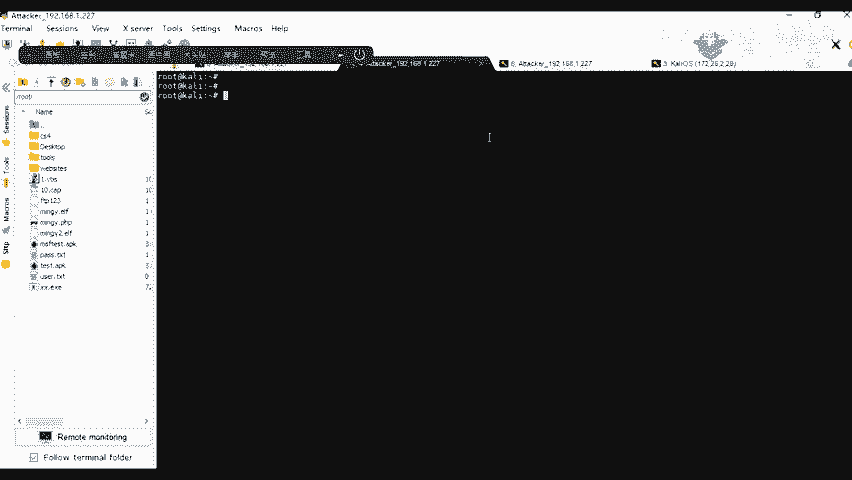 Attacker_192.168.1.227
Terminal Sessions View X server Tools Settings Macros Help
Attacker_192.168.1.227
6. Attacker_192.168.1.227
3. KaliOS (172.26.2.29)
/root/
Name
..
cs4
Desktop
tools
websites
1.vbs
10.cap
ftp123
mingy.elf
mingy.php
mingy2.elf
msftest.apk
pass.txt
test.apk
user.txt
xx.exe
Sessions
Tools
Macros
Sftp
Remote monitoring
Follow terminal folder
root@kali:~#
root@kali:~#
root@kali:~#